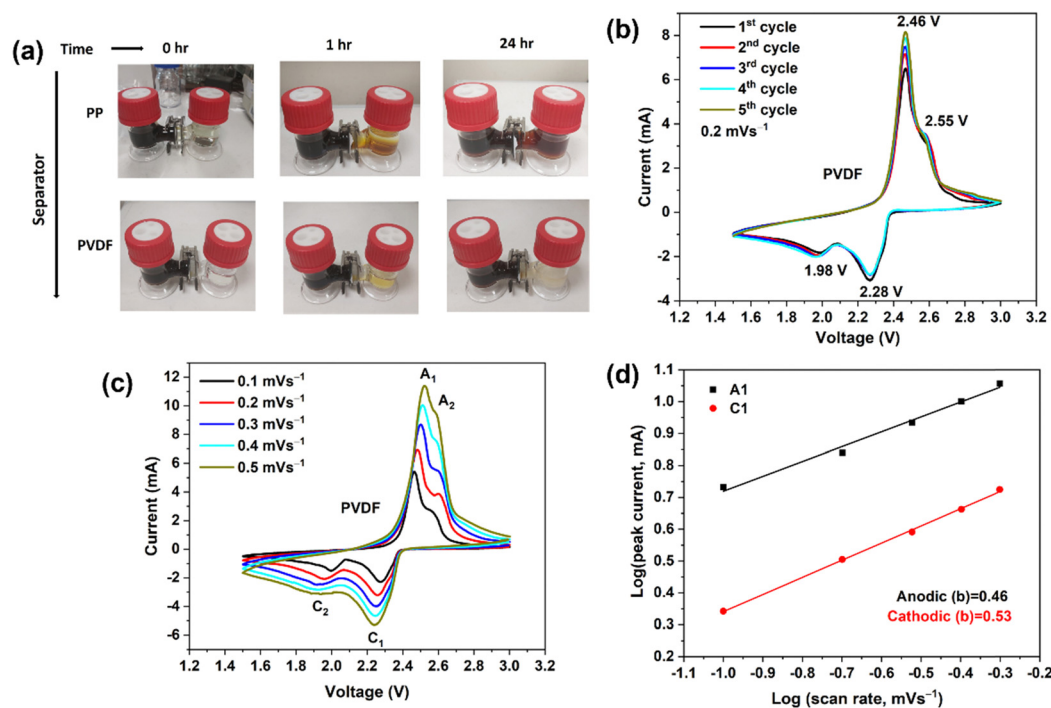 (a)
Time
0 hr
1 hr
24 hr
Separator
PP
PVDF
(b)
1st cycle
2nd cycle
3rd cycle
4th cycle
5th cycle
0.2 mVs⁻¹
PVDF
2.46 V
2.55 V
1.98 V
2.28 V
Current (mA)
8
6
4
2
0
−2
−4
1.2 1.4 1.6 1.8 2.0 2.2 2.4 2.6 2.8 3.0 3.2
Voltage (V)
(c)
0.1 mVs⁻¹
0.2 mVs⁻¹
0.3 mVs⁻¹
0.4 mVs⁻¹
0.5 mVs⁻¹
PVDF
A₁
A₂
C₂
C₁
Current (mA)
12
10
8
6
4
2
0
-2
-4
-6
1.2 1.4 1.6 1.8 2.0 2.2 2.4 2.6 2.8 3.0 3.2
Voltage (V)
(d)
A1
C1
Log(peak current, mA)
1.1
1.0
0.9
0.8
0.7
0.6
0.5
0.4
0.3
0.2
Anodic (b)=0.46
Cathodic (b)=0.53
-1.1 -1.0 -0.9 -0.8 -0.7 -0.6 -0.5 -0.4 -0.3 -0.2
Log (scan rate, mVs⁻¹)